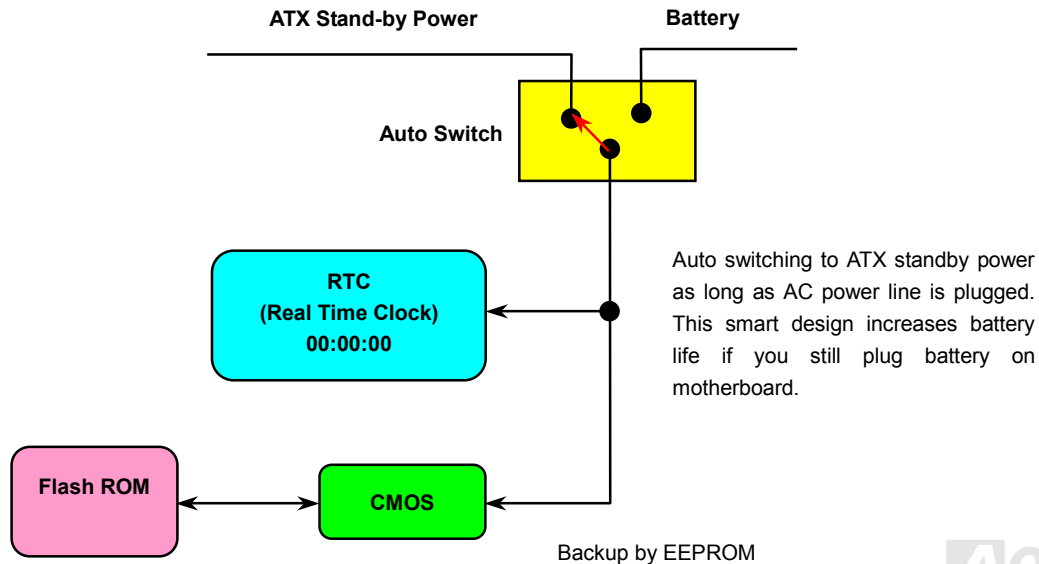 ATX Stand-by Power
Battery
Auto Switch
RTC
(Real Time Clock)
00:00:00
Auto switching to ATX standby power
as long as AC power line is plugged.
This smart design increases battery
life if you still plug battery on
motherboard.
Flash ROM
CMOS
Backup by EEPROM